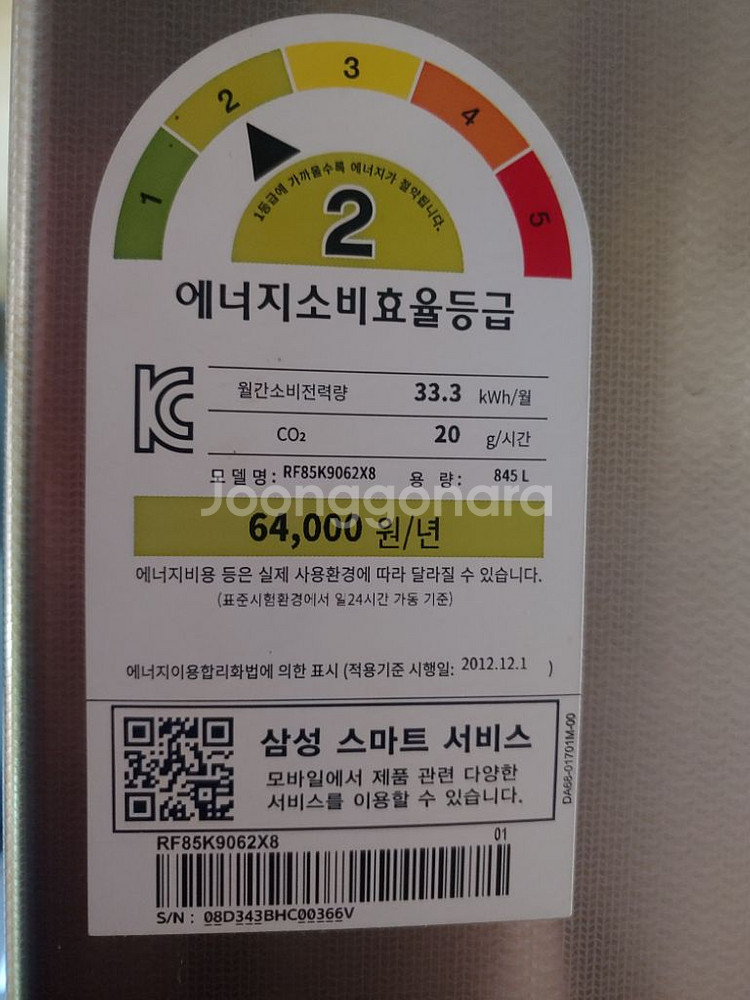 1 2 3 4 5
1등급에 가까울수록 에너지가 절약됩니다.
2
에너지소비효율등급
월간소비전력량 33.3 kWh/월
CO₂ 20 g/시간
모델명: RF85K9062X8 용 량: 845 L
Joonggonara
64,000 원/년
에너지비용 등은 실제 사용환경에 따라 달라질 수 있습니다.
(표준시험환경에서 일24시간 가동 기준)
에너지이용합리화법에 의한 표시 (적용기준 시행일: 2012.12.1 )
삼성 스마트 서비스
모바일에서 제품 관련 다양한
서비스를 이용할 수 있습니다.
DA68-01701M-00
RF85K9062X8 01
S/N : 08D343BHC00366V